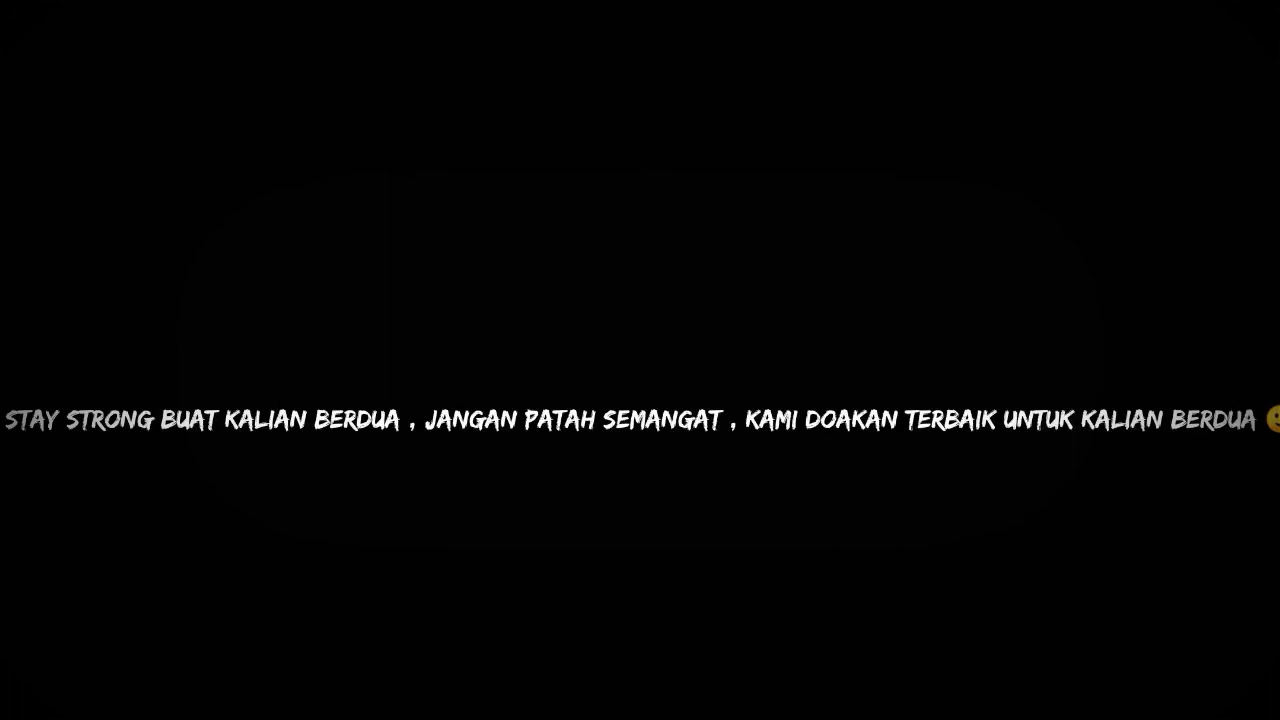 STAY STRONG BUAT KALIAN BERDUA , JANGAN PATAH SEMANGAT , KAMI DOAKAN TERBAIK UNTUK KALIAN BERDUA